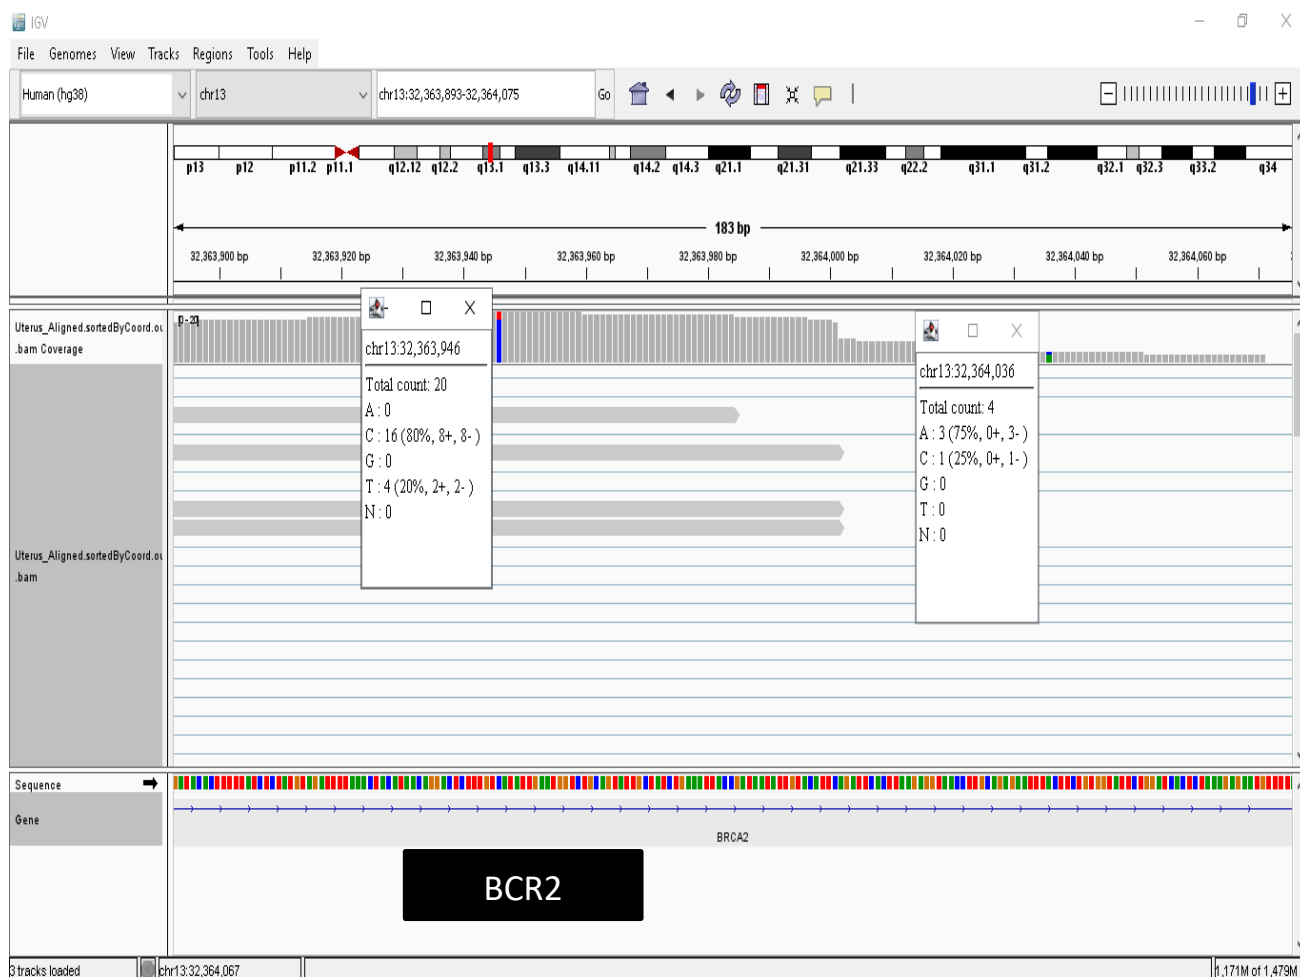 IGV
File Genomes View Tracks Regions Tools Help
Human (hg38) chr13 chr13:32,363,893-32,364,075 Go
p13 p12 p11.2 p11.1 q12.12 q12.2 q13.1 q13.3 q14.11 q14.2 q14.3 q21.1 q21.31 q21.33 q22.2 q31.1 q31.2 q32.1 q32.3 q33.2 q34
183 bp
32,363,900 bp 32,363,920 bp 32,363,940 bp 32,363,960 bp 32,363,980 bp 32,364,000 bp 32,364,020 bp 32,364,040 bp 32,364,060 bp
Uterus_Aligned.sortedByCoord.ou
.bam Coverage
[0 - 20]
chr13:32,363,946
Total count: 20
A : 0
C : 16 (80%, 8+, 8- )
G : 0
T : 4 (20%, 2+, 2- )
N : 0
chr13:32,364,036
Total count: 4
A : 3 (75%, 0+, 3- )
C : 1 (25%, 0+, 1- )
G : 0
T : 0
N : 0
Uterus_Aligned.sortedByCoord.ou
.bam
Sequence
Gene
BRCA2
BCR2
3 tracks loaded chr13:32,364,067 1,171M of 1,479M